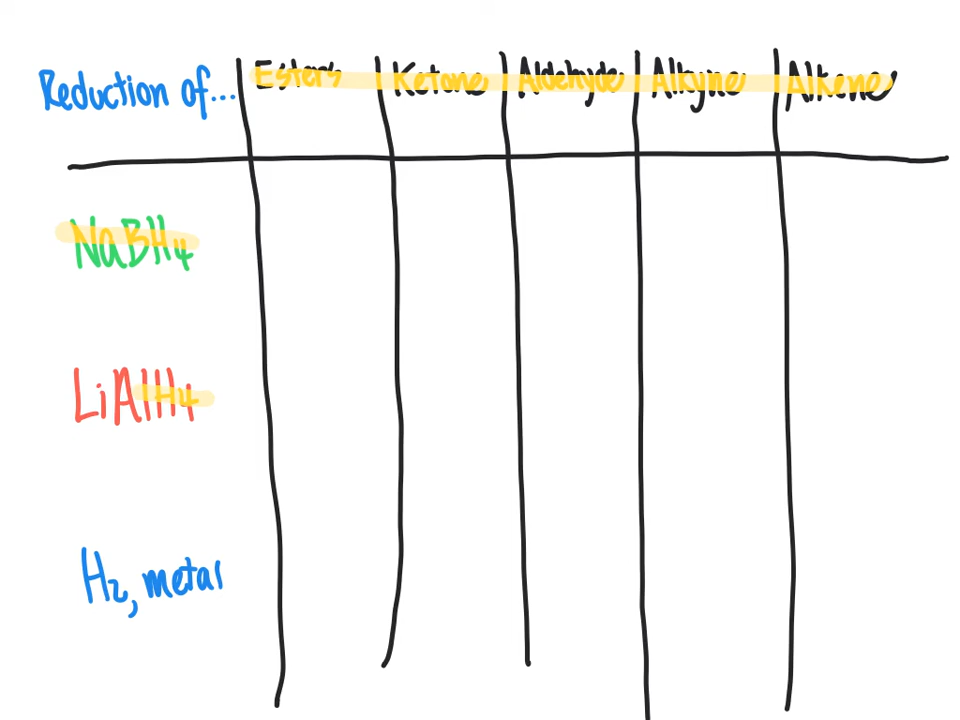 Reduction of... Esters Ketone Aldehyde Alkyne Alkene
NaBH4
LiAlH4
H2, metal